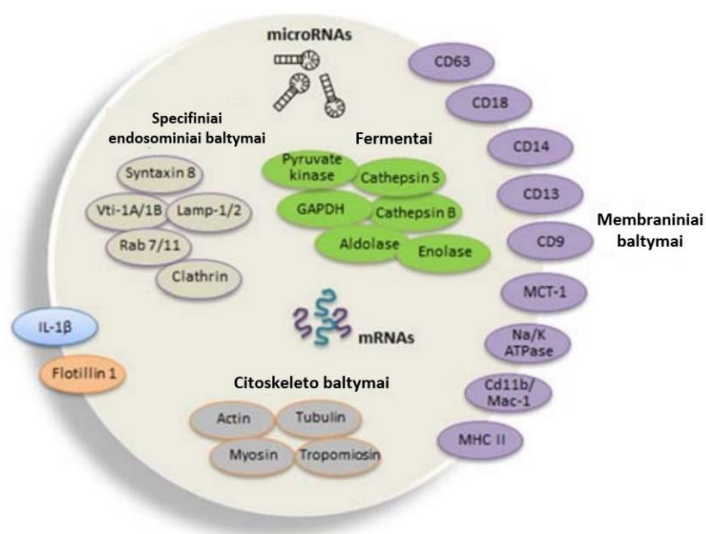 microRNAs
CD63
CD18
CD14
CD13
CD9
MCT-1
Na/K
ATPase
Cd11b/
Mac-1
MHC II
Membraniniai
baltymai
Specifiniai
endosominiai baltymai
Syntaxin 8
Vti-1A/1B
Lamp-1/2
Rab 7/11
Clathrin
Fermentai
Pyruvate
kinase
Cathepsin S
GAPDH
Cathepsin B
Aldolase
Enolase
IL-1β
Flotillin 1
mRNAs
Citoskeleto baltymai
Actin
Tubulin
Myosin
Tropomiosin